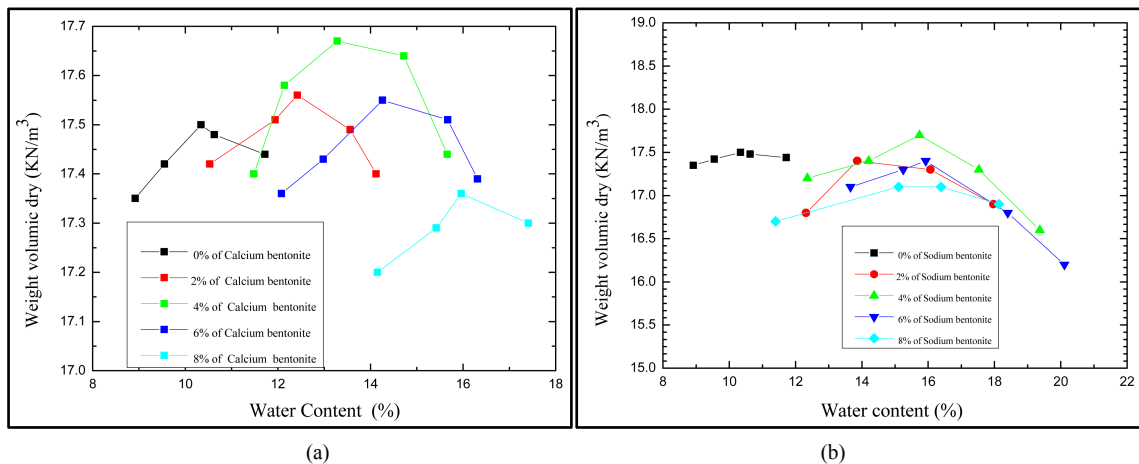 17.7
17.6
17.5
17.4
17.3
17.2
17.1
17.0
8
10
12
14
16
18
Weight volumic dry (KN/m3)
Water Content (%)
0% of Calcium bentonite
2% of Calcium bentonite
4% of Calcium bentonite
6% of Calcium bentonite
8% of Calcium bentonite
(a)
19.0
18.5
18.0
17.5
17.0
16.5
16.0
15.5
15.0
8
10
12
14
16
18
20
22
Weight volumic dry (KN/m3)
Water content (%)
0% of Sodium bentonite
2% of Sodium bentonite
4% of Sodium bentonite
6% of Sodium bentonite
8% of Sodium bentonite
(b)